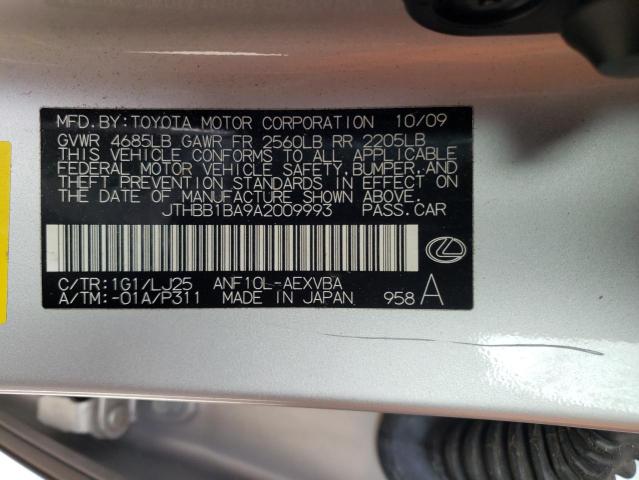 MFD.BY:TOYOTA MOTOR CORPORATION 10/09
GVWR 4685LB GAWR FR 2560LB RR 2205LB
THIS VEHICLE CONFORMS TO ALL APPLICABLE
FEDERAL MOTOR VEHICLE SAFETY,BUMPER,AND
THEFT PREVENTION STANDARDS IN EFFECT ON
THE DATE OF MANUFACTURE SHOWN ABOVE.
JTHBB1BA9A2009993 PASS.CAR
C/TR:1G1/LJ25 ANF10L-AEXVBA
A/TM:-01A/P311 MADE IN JAPAN 958 A